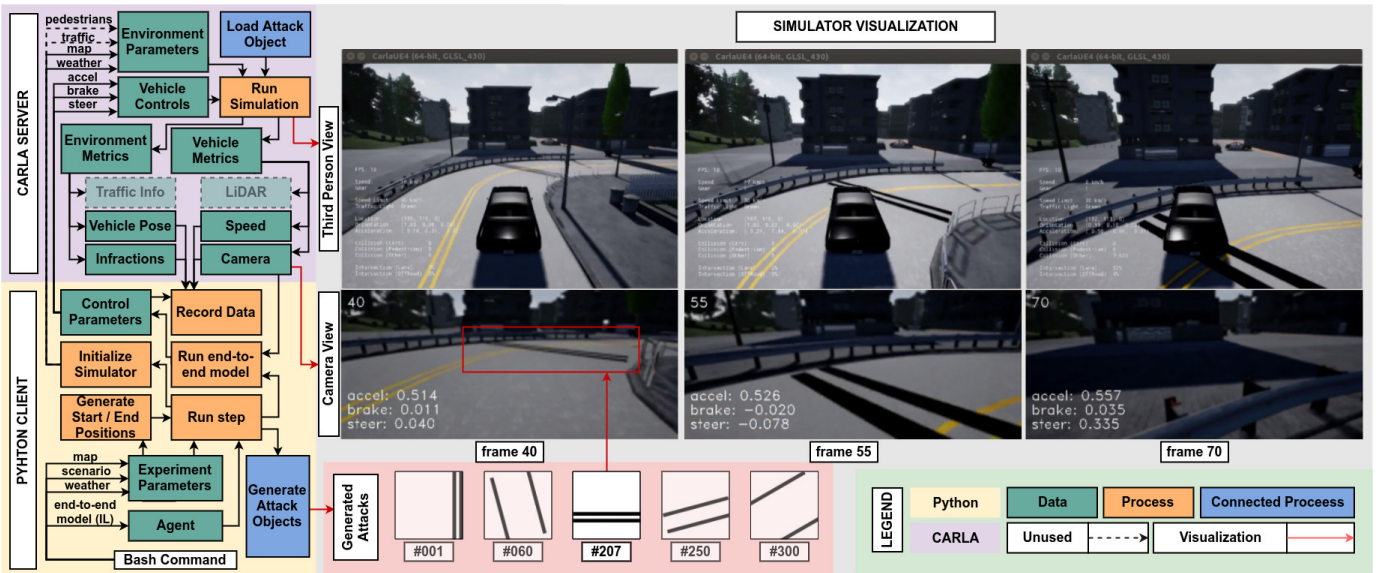 CARLA SERVER
pedestrians
traffic
map
weather
accel
brake
steer
Environment
Parameters
Load Attack
Object
Vehicle
Controls
Run
Simulation
Environment
Metrics
Vehicle
Metrics
Traffic Info
LiDAR
Vehicle Pose
Speed
Infractions
Camera
PYHTON CLIENT
Control
Parameters
Record Data
Initialize
Simulator
Run end-to-
end model
Generate
Start / End
Positions
Run step
map
scenario
weather
end-to-end
model (IL)
Experiment
Parameters
Agent
Generate
Attack
Objects
Bash Command
SIMULATOR VISUALIZATION
Third Person View
CarlaUE4 (64-bit, GLSL_430)
CarlaUE4 (64-bit, GLSL_430)
CarlaUE4 (64-bit, GLSL_430)
Camera View
40
accel: 0.514
brake: 0.011
steer: 0.040
55
accel: 0.526
brake: -0.020
steer: -0.078
70
accel: 0.557
brake: 0.035
steer: 0.335
frame 40
frame 55
frame 70
Generated
Attacks
#001
#060
#207
#250
#300
LEGEND
Python
Data
Process
Connected Proceess
CARLA
Unused
Visualization